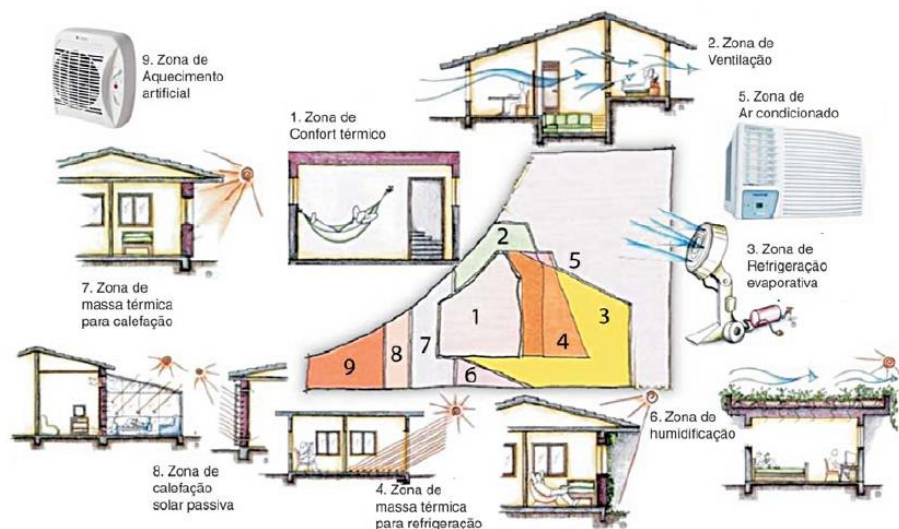 9. Zona de
Aquecimento
artificial
1. Zona de
Confort térmico
2. Zona de
Ventilação
5. Zona de
Ar condicionado
3. Zona de
Refrigeração
evaporativa
7. Zona de
massa térmica
para calefação
2
5
1
3
4
7
8
9
6
8. Zona de
calofação
solar passiva
4. Zona de
massa térmica
para refrigeração
6. Zona de
humidificação